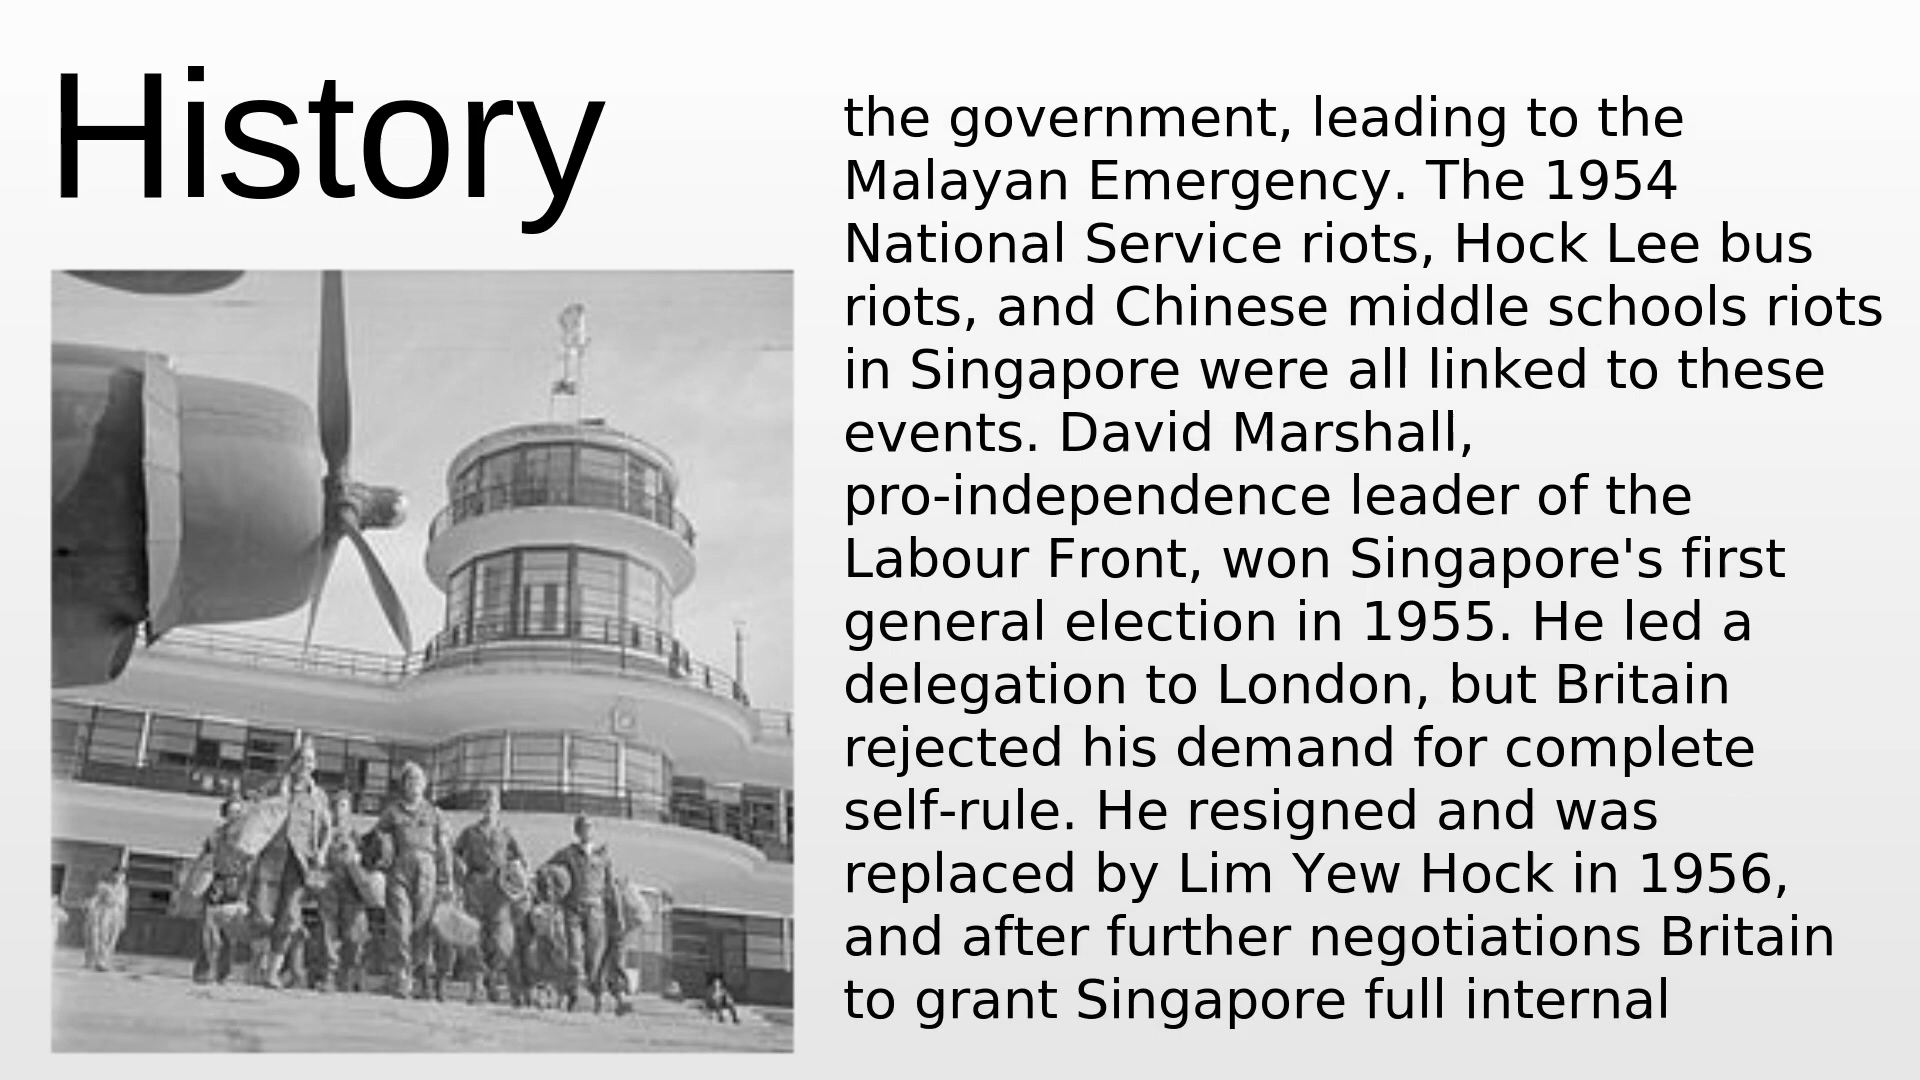 History
the government, leading to the
Malayan Emergency. The 1954
National Service riots, Hock Lee bus
riots, and Chinese middle schools riots
in Singapore were all linked to these
events. David Marshall,
pro-independence leader of the
Labour Front, won Singapore's first
general election in 1955. He led a
delegation to London, but Britain
rejected his demand for complete
self-rule. He resigned and was
replaced by Lim Yew Hock in 1956,
and after further negotiations Britain
to grant Singapore full internal